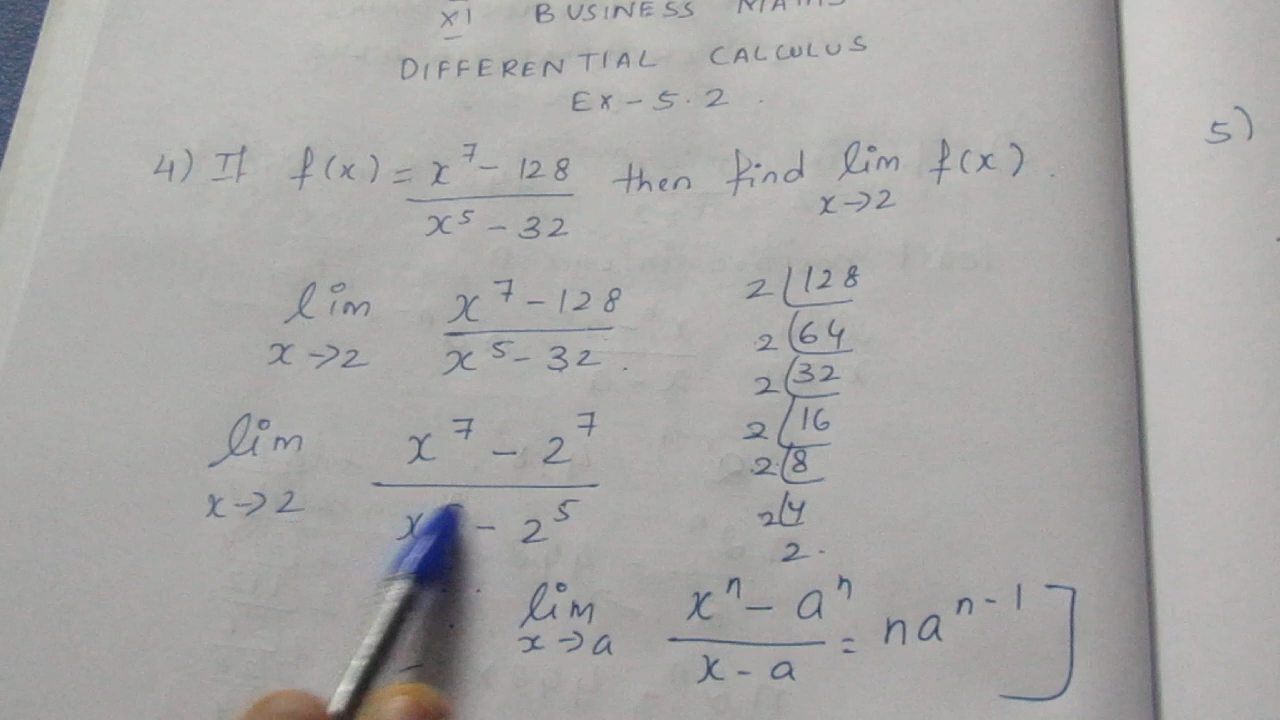 XI BUSINESS MATHS
DIFFERENTIAL CALCULUS
EX-5.2.
5)
4) If f(x) = x⁷ - 128 / x⁵ - 32 then find lim x→2 f(x).
lim x→2 x⁷ - 128 / x⁵ - 32.
2 | 128
2 | 64
2 | 32
2 | 16
2 | 8
2 | 4
2.
lim x→2 x⁷ - 2⁷ / x - 2⁵
lim x→a xⁿ - aⁿ / x - a = naⁿ⁻¹ ]